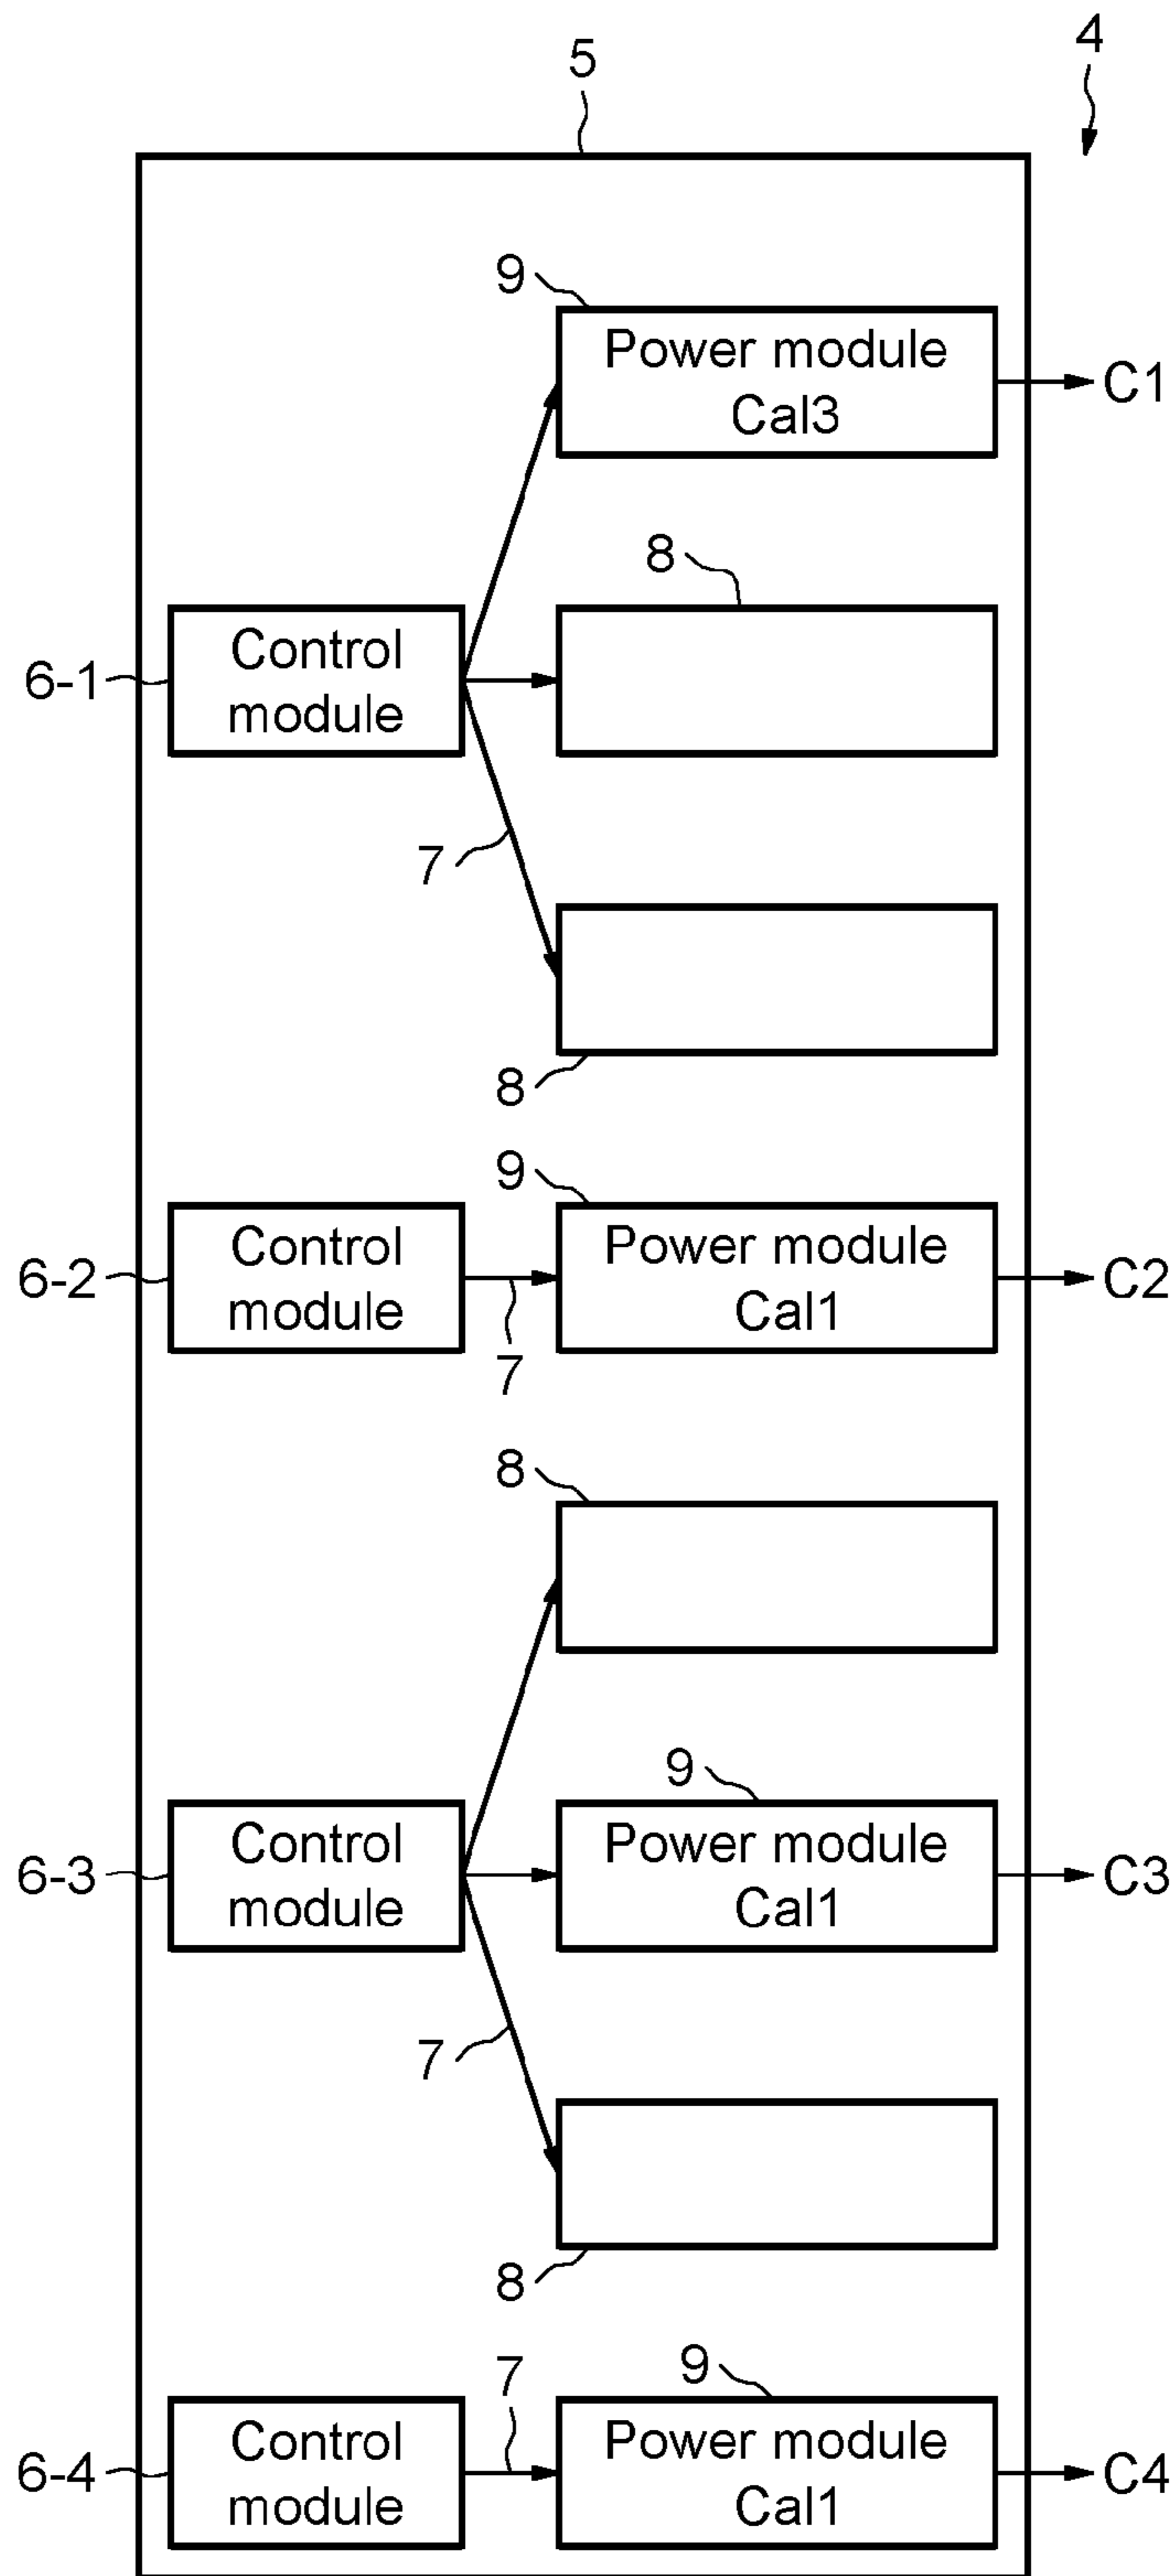 4
5
9
Power module
Cal3
C1
8
6-1
Control
module
7
8
9
6-2
Control
module
Power module
Cal1
C2
7
8
9
6-3
Control
module
Power module
Cal1
C3
7
8
7
9
6-4
Control
module
Power module
Cal1
C4